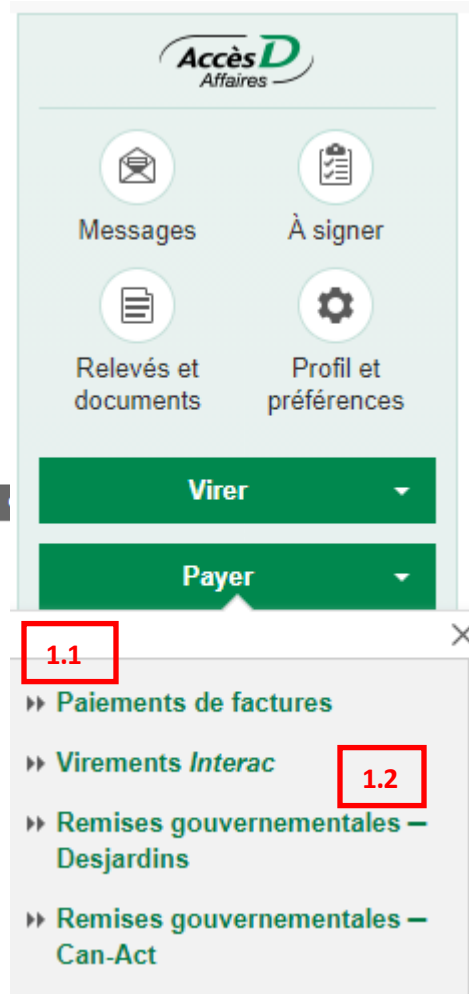 Accès D
Affaires
Messages
À signer
Relevés et
documents
Profil et
préférences
Virer
Payer
1.1
Paiements de factures
Virements Interac
1.2
Remises gouvernementales –
Desjardins
Remises gouvernementales –
Can-Act